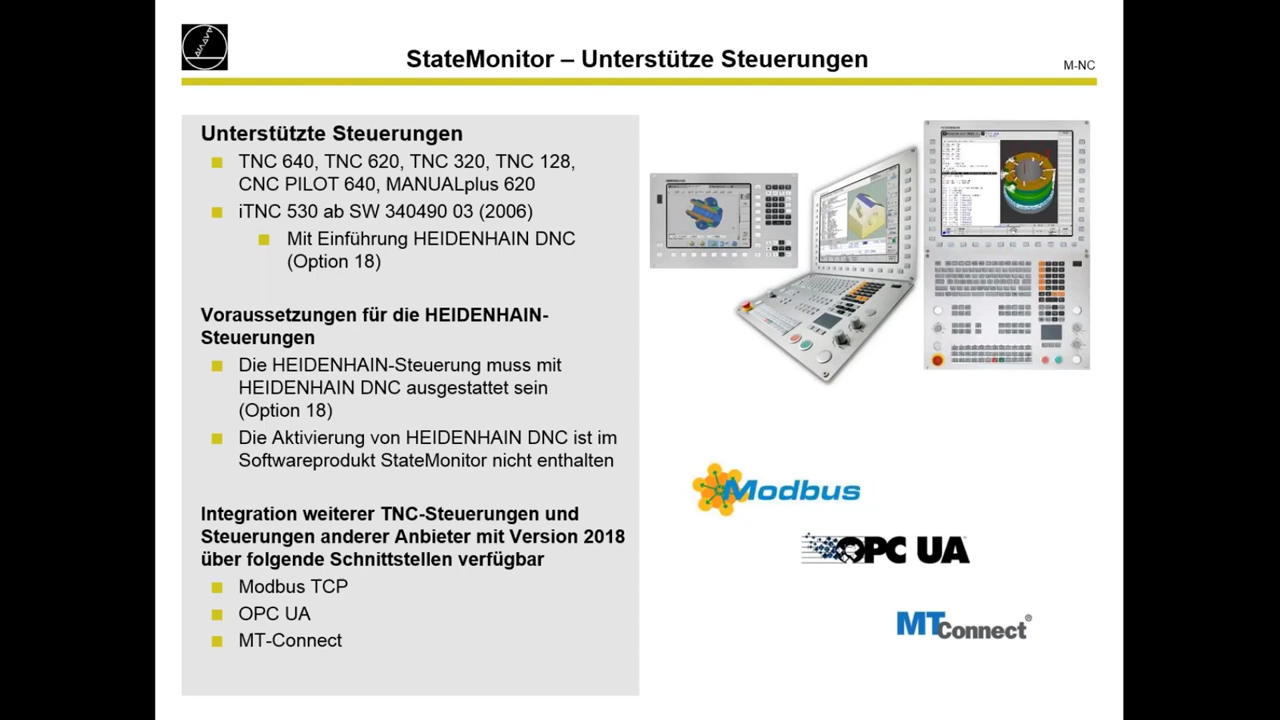 StateMonitor – Unterstütze Steuerungen
M-NC
Unterstützte Steuerungen
TNC 640, TNC 620, TNC 320, TNC 128,
CNC PILOT 640, MANUALplus 620
iTNC 530 ab SW 340490 03 (2006)
Mit Einführung HEIDENHAIN DNC
(Option 18)
Voraussetzungen für die HEIDENHAIN-
Steuerungen
Die HEIDENHAIN-Steuerung muss mit
HEIDENHAIN DNC ausgestattet sein
(Option 18)
Die Aktivierung von HEIDENHAIN DNC ist im
Softwareprodukt StateMonitor nicht enthalten
Integration weiterer TNC-Steuerungen und
Steuerungen anderer Anbieter mit Version 2018
über folgende Schnittstellen verfügbar
Modbus TCP
OPC UA
MT-Connect
Modbus
OPC UA
MTConnect®